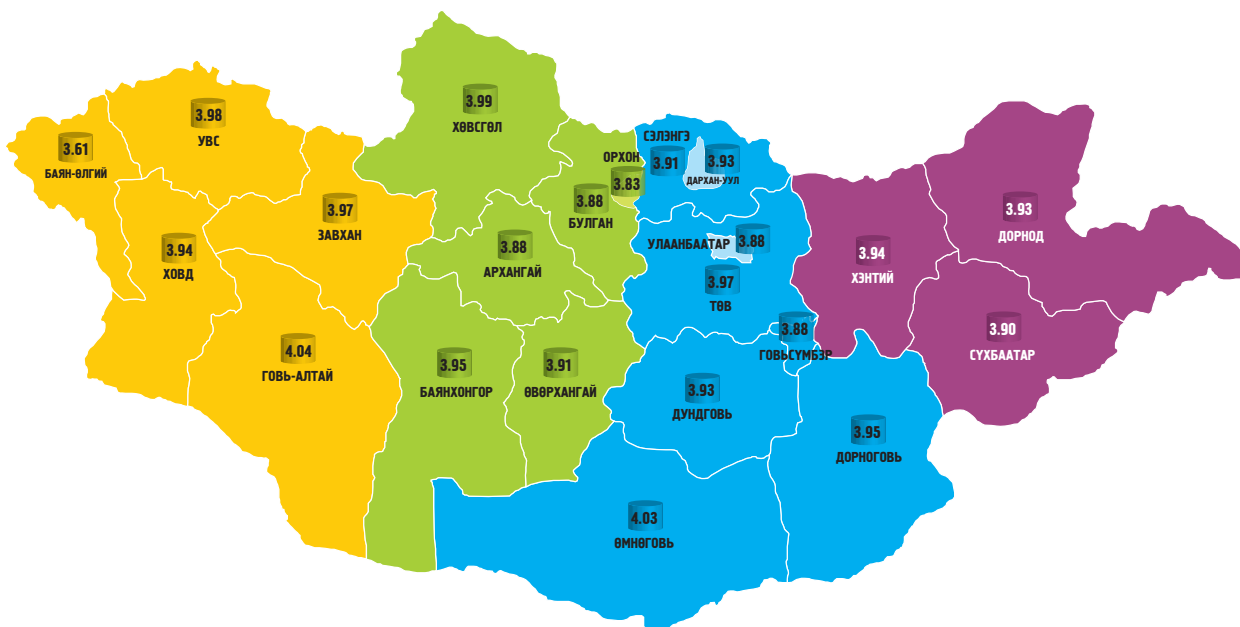 3.99
ХӨВСГӨЛ
3.98
УВС
3.61
БАЯН-ӨЛГИЙ
3.97
ЗАВХАН
3.94
ХОВД
4.04
ГОВЬ-АЛТАЙ
ОРХОН
3.83
3.88
БУЛГАН
3.88
АРХАНГАЙ
3.95
БАЯНХОНГОР
3.91
ӨВӨРХАНГАЙ
СЭЛЭНГЭ
3.91
3.93
ДАРХАН-УУЛ
УЛААНБААТАР
3.88
3.97
ТӨВ
3.88
ГОВЬСҮМБЭР
3.93
ДУНДГОВЬ
3.95
ДОРНОГОВЬ
4.03
ӨМНӨГОВЬ
3.94
ХЭНТИЙ
3.93
ДОРНОД
3.90
СҮХБААТАР